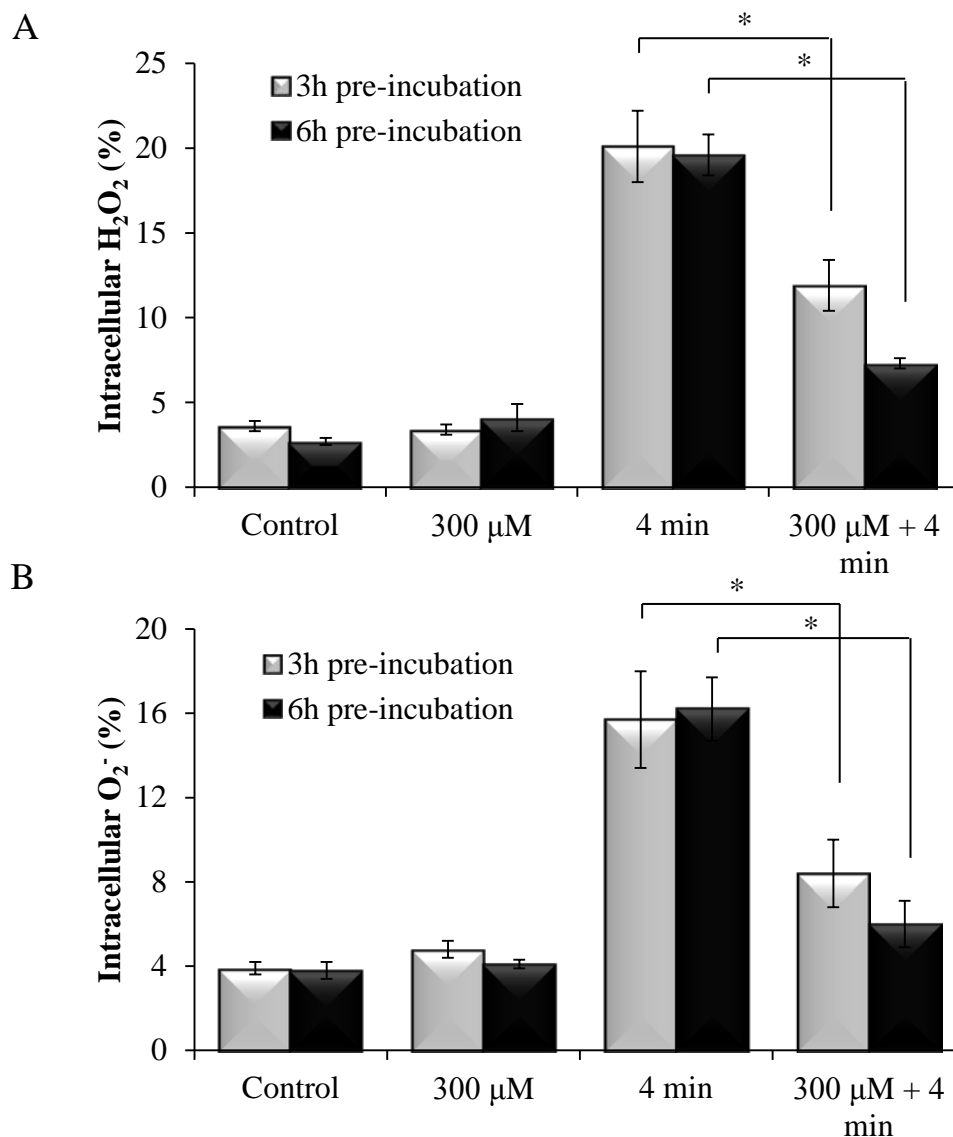 A
*
*
25
20
15
10
5
0
Intracellular H₂O₂ (%)
3h pre-incubation
6h pre-incubation
Control
300 μM
4 min
300 μM + 4
min
B
*
*
20
16
12
8
4
0
Intracellular O₂⁻ (%)
3h pre-incubation
6h pre-incubation
Control
300 μM
4 min
300 μM + 4
min